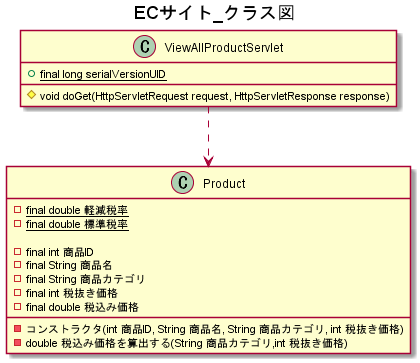 ECサイト_クラス図
C ViewAllProductServlet
final long serialVersionUID
void doGet(HttpServletRequest request, HttpServletResponse response)
C Product
final double 軽減税率
final double 標準税率
final int 商品ID
final String 商品名
final String 商品カテゴリ
final int 税抜き価格
final double 税込み価格
コンストラクタ(int 商品ID, String 商品名, String 商品カテゴリ, int 税抜き価格)
double 税込み価格を算出する(String 商品カテゴリ,int 税抜き価格)